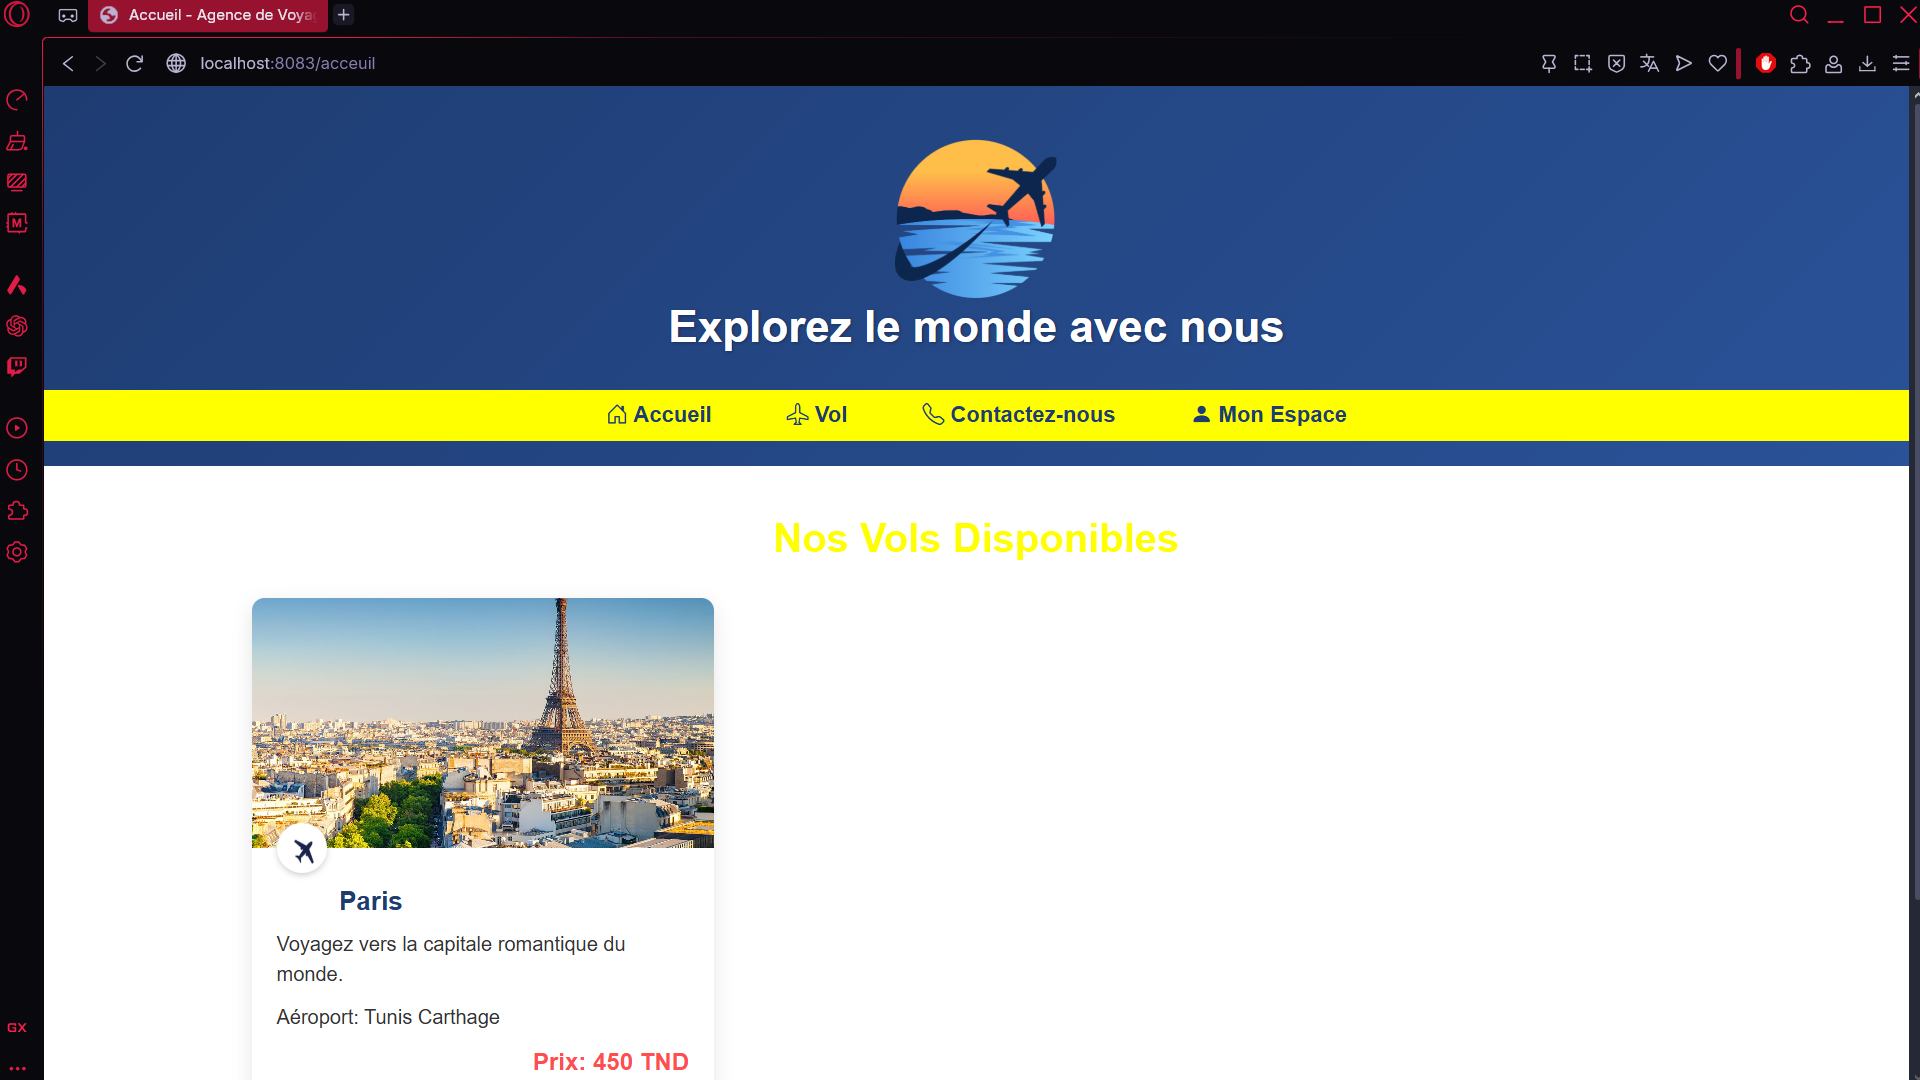 Accueil - Agence de Voya
localhost:8083/acceuil
Explorez le monde avec nous
Accueil
Vol
Contactez-nous
Mon Espace
Nos Vols Disponibles
Paris
Voyagez vers la capitale romantique du
monde.
Aéroport: Tunis Carthage
Prix: 450 TND
M
GX